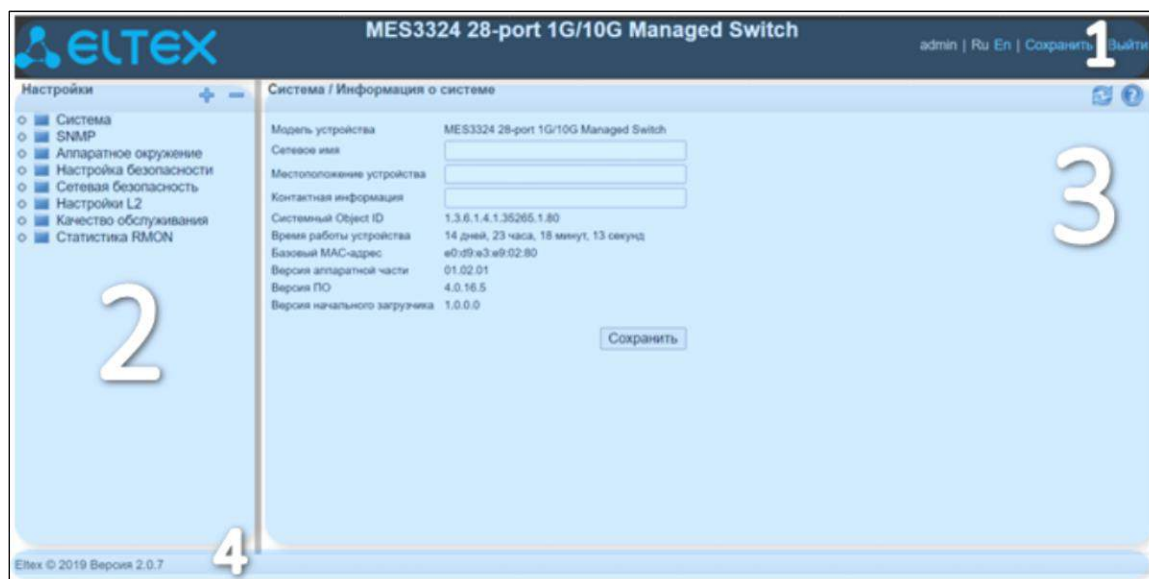 ELTEX
MES3324 28-port 1G/10G Managed Switch
admin | Ru En | Сохранить Выйти
1
Настройки
Система
SNMP
Аппаратное окружение
Настройка безопасности
Сетевая безопасность
Настройки L2
Качество обслуживания
Статистика RMON
2
Система / Информация о системе
Модель устройства MES3324 28-port 1G/10G Managed Switch
Сетевое имя
Местоположение устройства
Контактная информация
Системный Object ID 1.3.6.1.4.1.35265.1.80
Время работы устройства 14 дней, 23 часа, 18 минут, 13 секунд
Базовый MAC-адрес e0:d9:e3:e9:02:80
Версия аппаратной части 01.02.01
Версия ПО 4.0.16.5
Версия начального загрузчика 1.0.0.0
Сохранить
3
Eltex © 2019 Версия 2.0.7
4